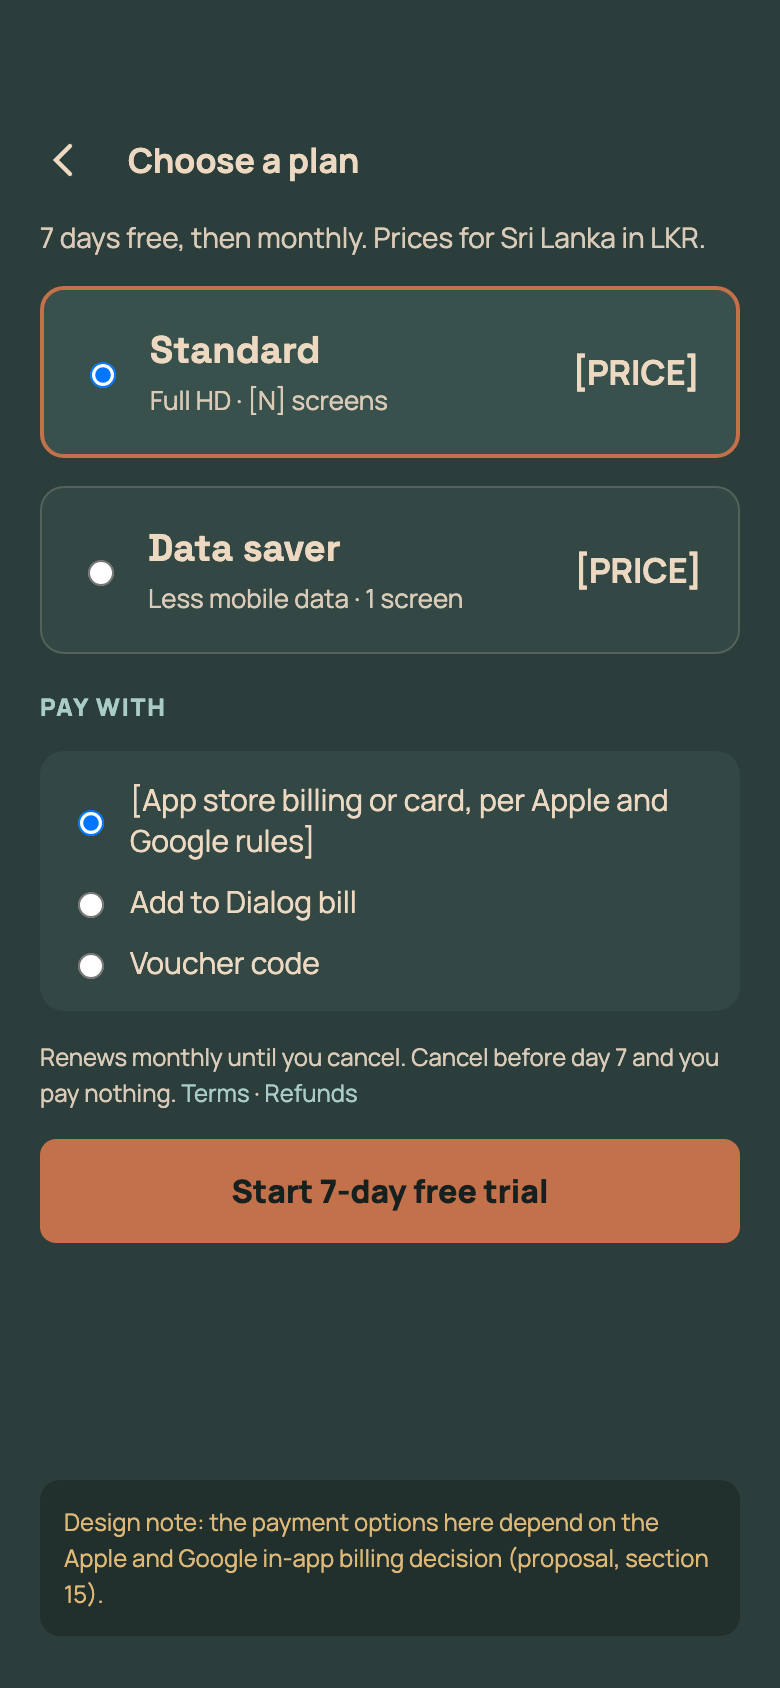 Choose a plan
7 days free, then monthly. Prices for Sri Lanka in LKR.
Standard
[PRICE]
Full HD · [N] screens
Data saver
[PRICE]
Less mobile data · 1 screen
PAY WITH
[App store billing or card, per Apple and
Google rules]
Add to Dialog bill
Voucher code
Renews monthly until you cancel. Cancel before day 7 and you
pay nothing. Terms · Refunds
Start 7-day free trial
Design note: the payment options here depend on the
Apple and Google in-app billing decision (proposal, section
15).